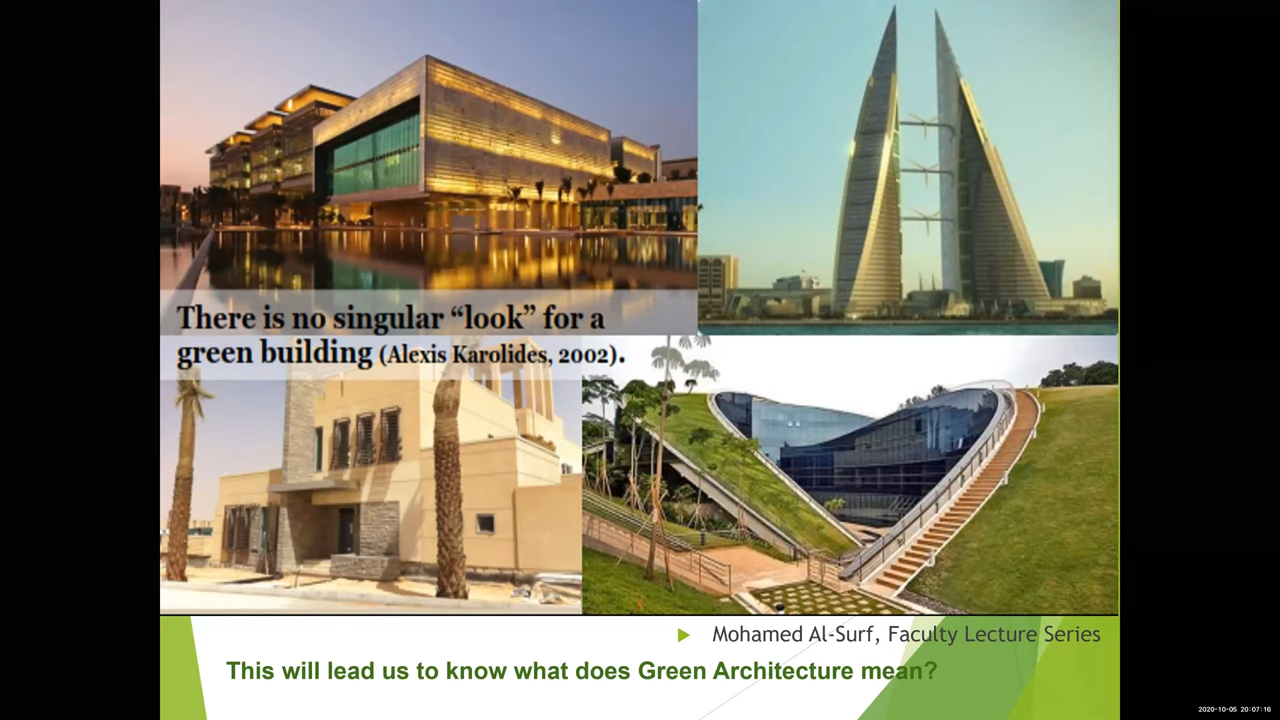 There is no singular “look” for a
green building (Alexis Karolides, 2002).
Mohamed Al-Surf, Faculty Lecture Series
This will lead us to know what does Green Architecture mean?
2020-10-05 20:07:16